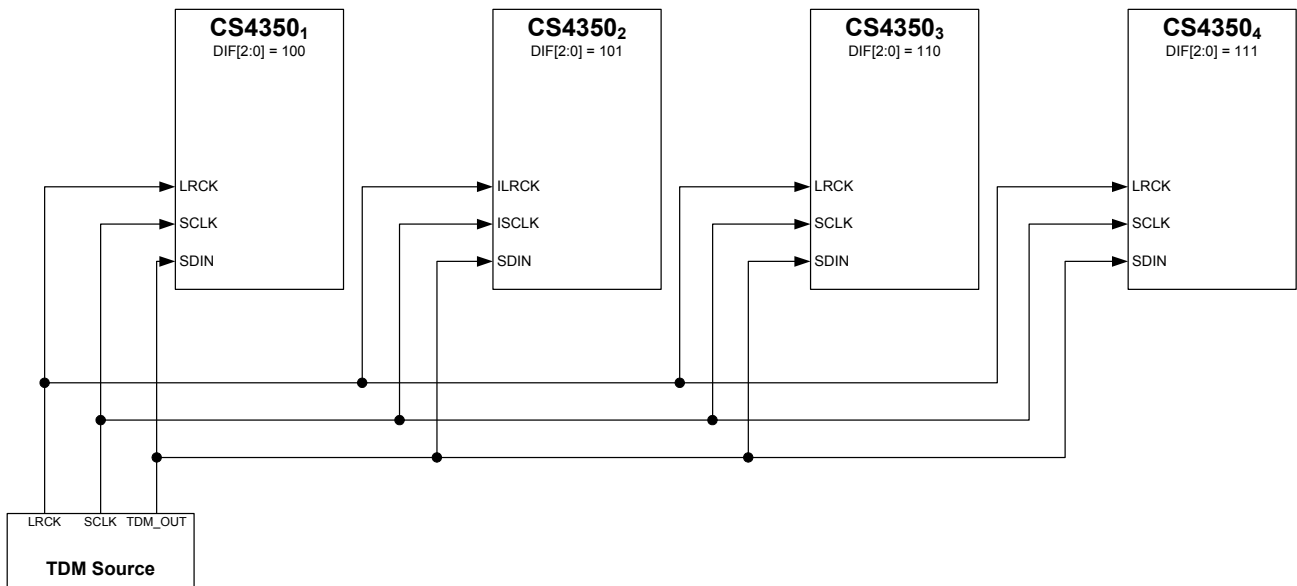 CS4350₁
DIF[2:0] = 100
LRCK
SCLK
SDIN
CS4350₂
DIF[2:0] = 101
ILRCK
ISCLK
SDIN
CS4350₃
DIF[2:0] = 110
LRCK
SCLK
SDIN
CS4350₄
DIF[2:0] = 111
LRCK
SCLK
SDIN
LRCK SCLK TDM_OUT
TDM Source